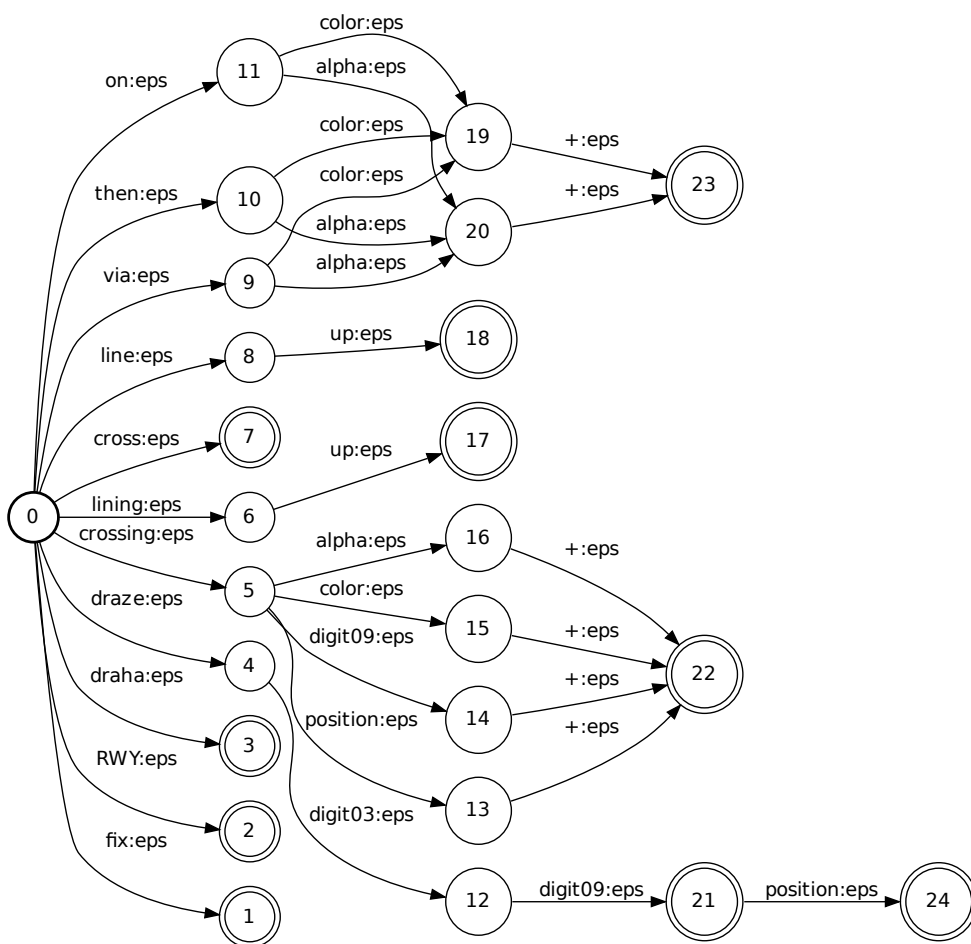 color:eps
11
alpha:eps
on:eps
color:eps
19
+:eps
color:eps
23
then:eps
10
+:eps
alpha:eps
20
alpha:eps
via:eps
9
up:eps
18
line:eps
8
cross:eps
7
up:eps
17
lining:eps
6
0
crossing:eps
alpha:eps
16
+:eps
5
color:eps
15
+:eps
draze:eps
digit09:eps
4
22
draha:eps
+:eps
14
position:eps
+:eps
3
RWY:eps
13
digit03:eps
2
fix:eps
digit09:eps
position:eps
12
21
24
1